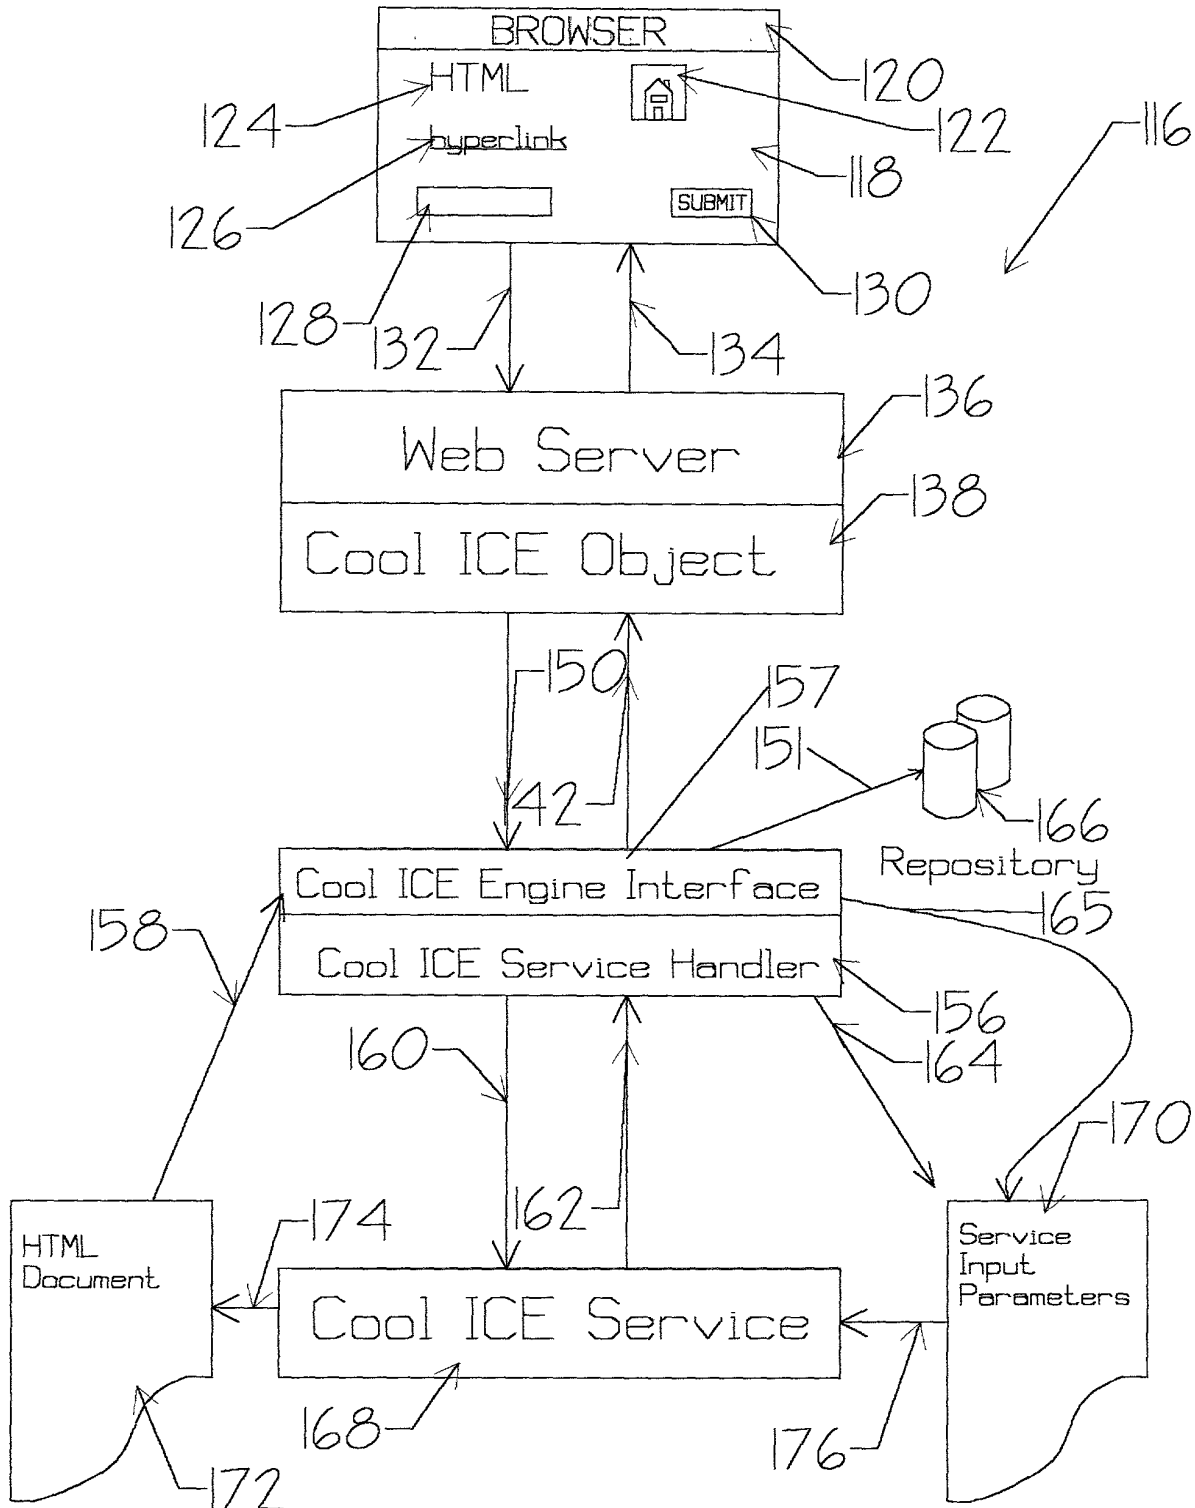 BROWSER
HTML
120
124
122
116
hyperlink
118
126
SUBMIT
128
130
132
134
136
Web Server
138
Cool ICE Object
150
157
151
42
166
Repository
Cool ICE Engine Interface
158
165
Cool ICE Service Handler
156
160
164
170
162
174
HTML
Document
Service
Input
Parameters
Cool ICE Service
168
176
172